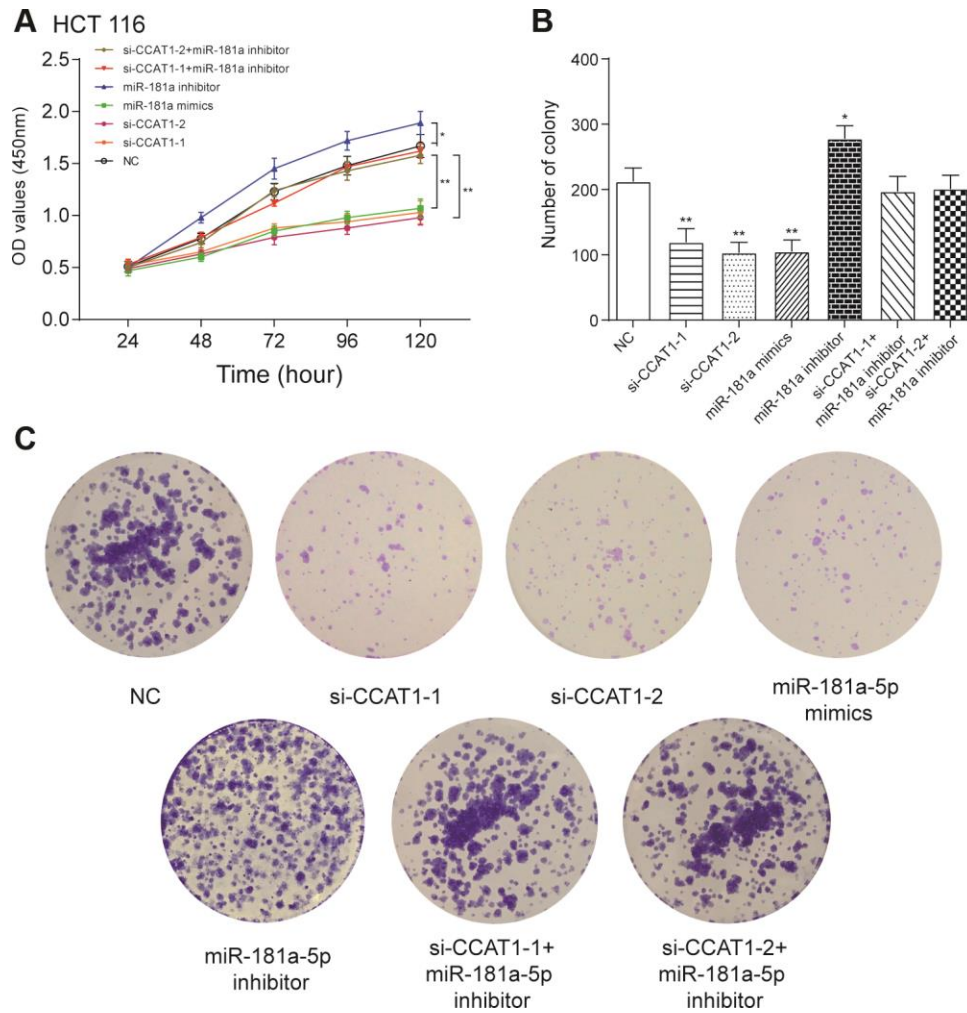 A HCT 116
si-CCAT1-2+miR-181a inhibitor
si-CCAT1-1+miR-181a inhibitor
miR-181a inhibitor
miR-181a mimics
si-CCAT1-2
si-CCAT1-1
NC
OD values (450nm)
2.5
2.0
1.5
1.0
0.5
0.0
*
**
**
24 48 72 96 120
Time (hour)
B
Number of colony
400
300
200
100
0
** ** ** *
NC
si-CCAT1-1
si-CCAT1-2
miR-181a mimics
miR-181a inhibitor
si-CCAT1-1+
miR-181a inhibitor
si-CCAT1-2+
miR-181a inhibitor
C
NC
si-CCAT1-1
si-CCAT1-2
miR-181a-5p
mimics
miR-181a-5p
inhibitor
si-CCAT1-1+
miR-181a-5p
inhibitor
si-CCAT1-2+
miR-181a-5p
inhibitor